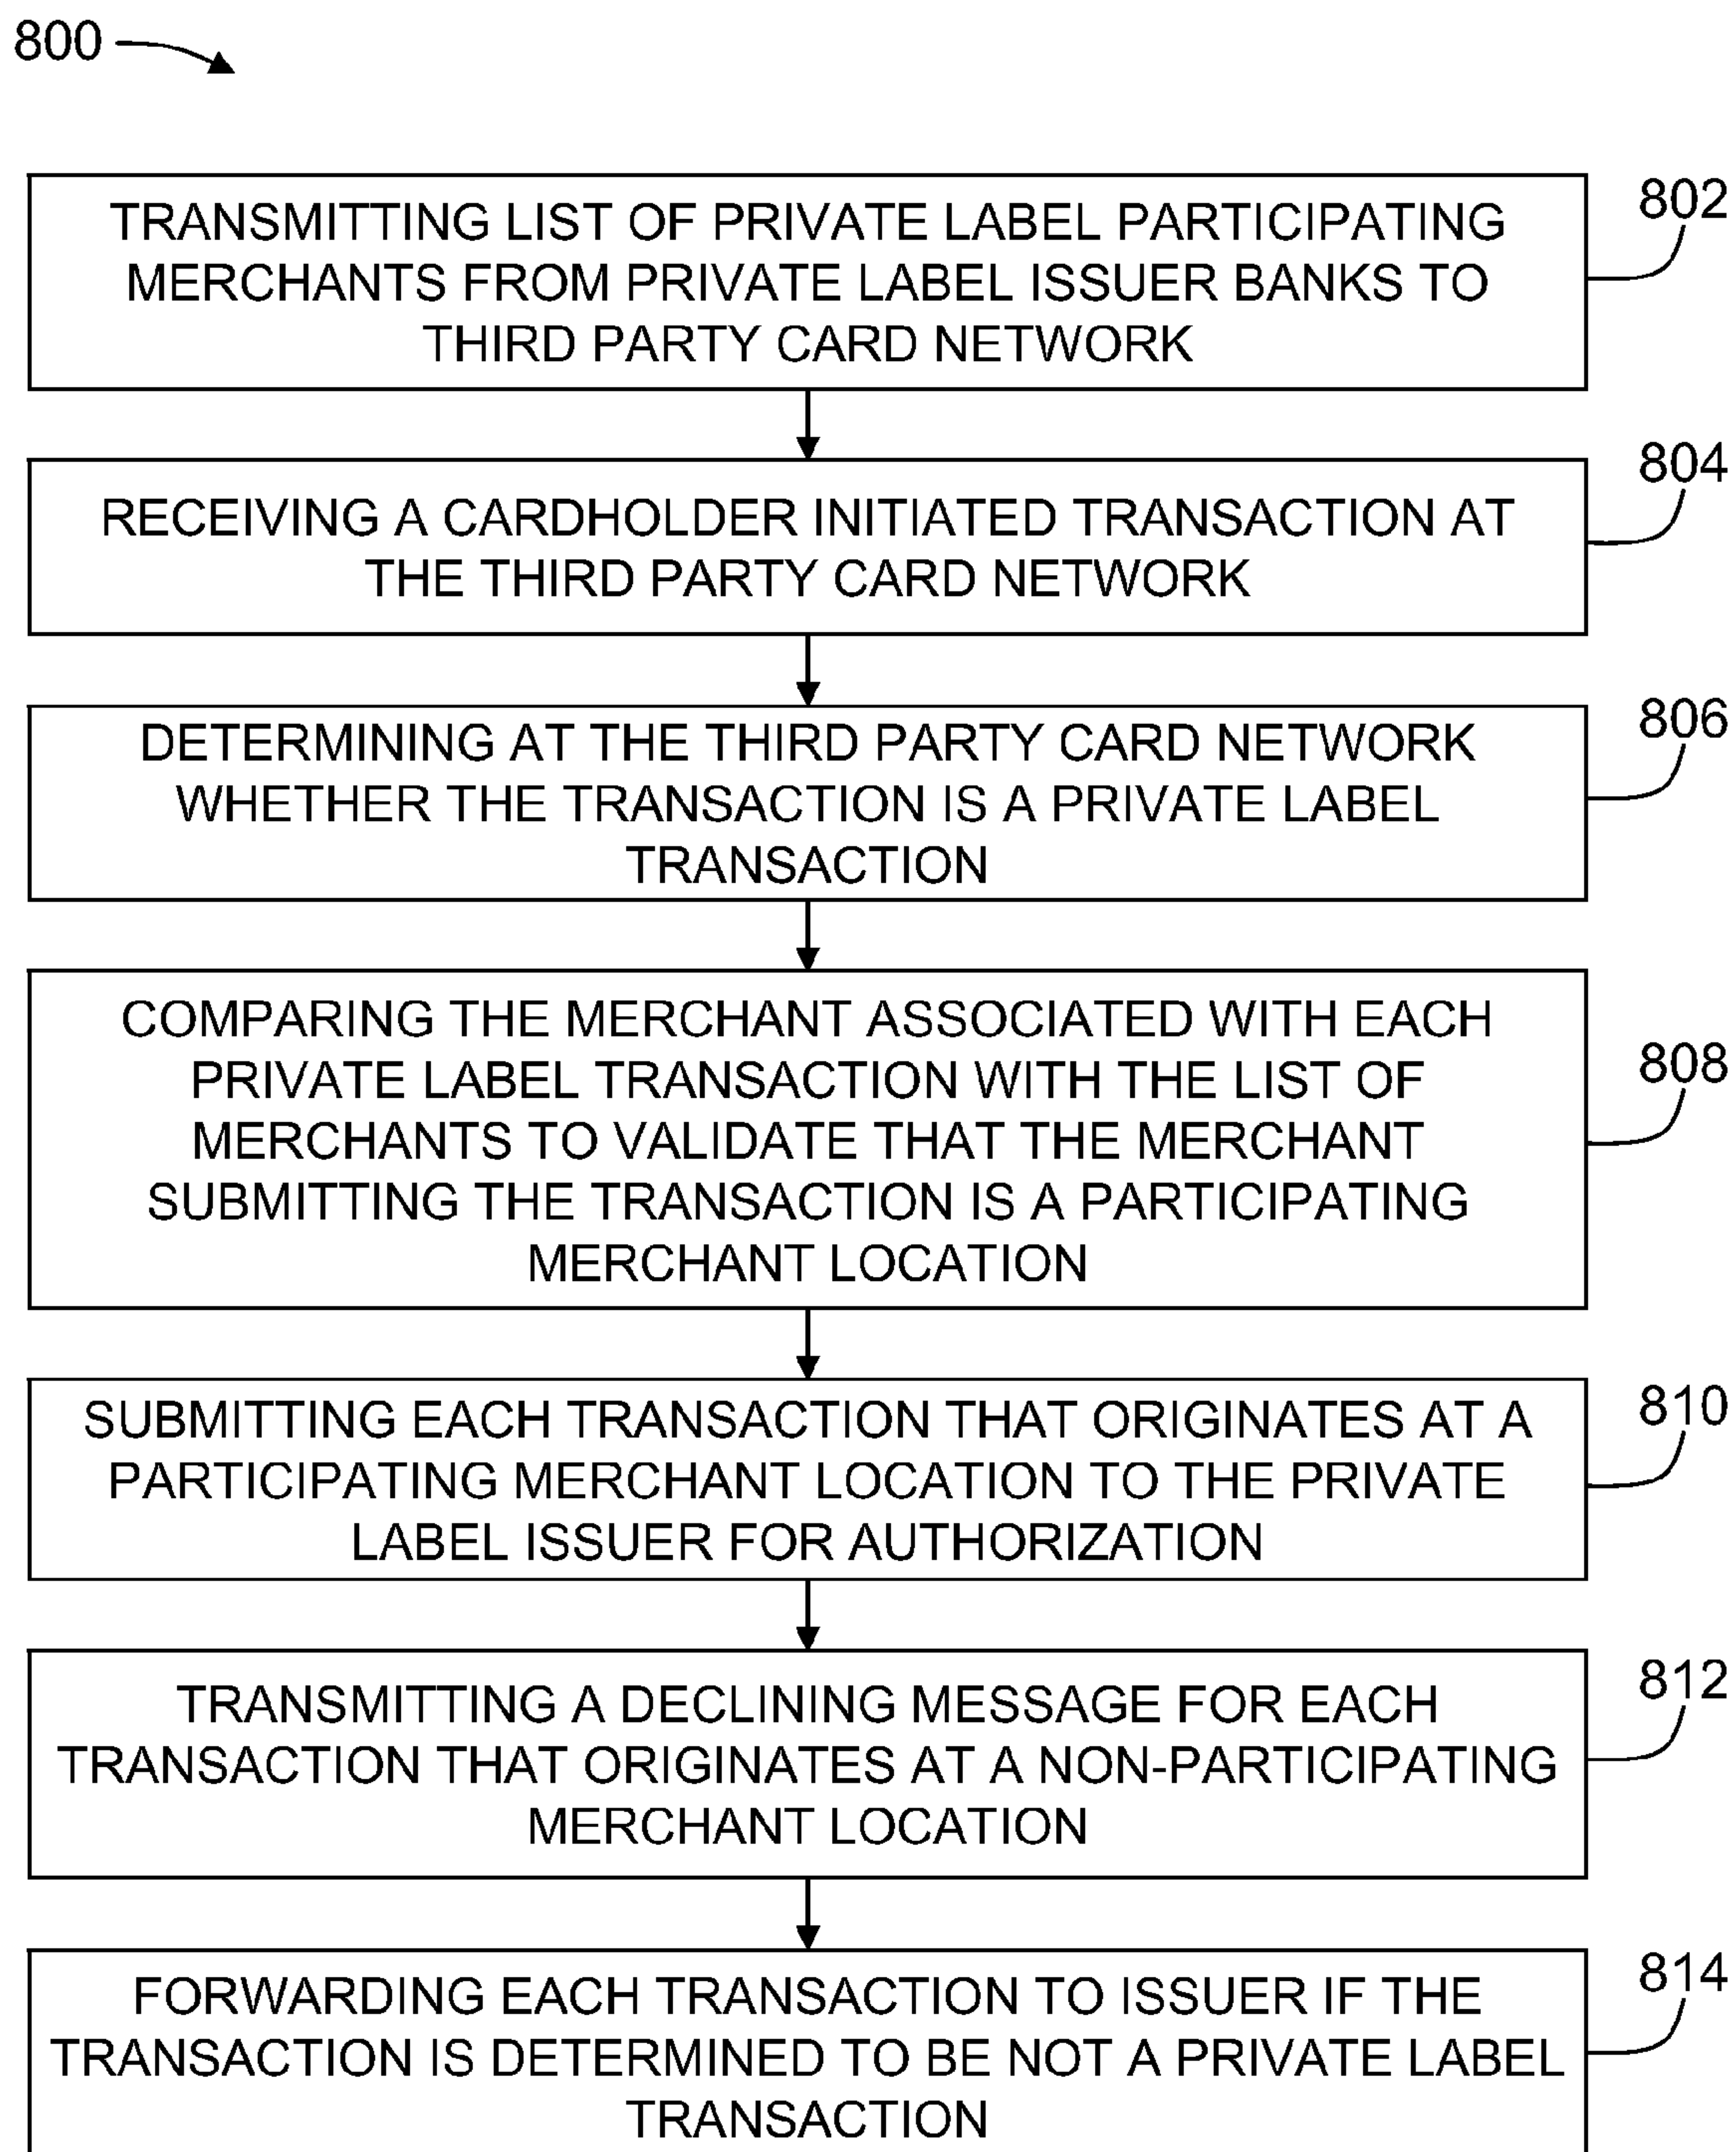 800
TRANSMITTING LIST OF PRIVATE LABEL PARTICIPATING
MERCHANTS FROM PRIVATE LABEL ISSUER BANKS TO
THIRD PARTY CARD NETWORK
802
RECEIVING A CARDHOLDER INITIATED TRANSACTION AT
THE THIRD PARTY CARD NETWORK
804
DETERMINING AT THE THIRD PARTY CARD NETWORK
WHETHER THE TRANSACTION IS A PRIVATE LABEL
TRANSACTION
806
COMPARING THE MERCHANT ASSOCIATED WITH EACH
PRIVATE LABEL TRANSACTION WITH THE LIST OF
MERCHANTS TO VALIDATE THAT THE MERCHANT
SUBMITTING THE TRANSACTION IS A PARTICIPATING
MERCHANT LOCATION
808
SUBMITTING EACH TRANSACTION THAT ORIGINATES AT A
PARTICIPATING MERCHANT LOCATION TO THE PRIVATE
LABEL ISSUER FOR AUTHORIZATION
810
TRANSMITTING A DECLINING MESSAGE FOR EACH
TRANSACTION THAT ORIGINATES AT A NON-PARTICIPATING
MERCHANT LOCATION
812
FORWARDING EACH TRANSACTION TO ISSUER IF THE
TRANSACTION IS DETERMINED TO BE NOT A PRIVATE LABEL
TRANSACTION
814